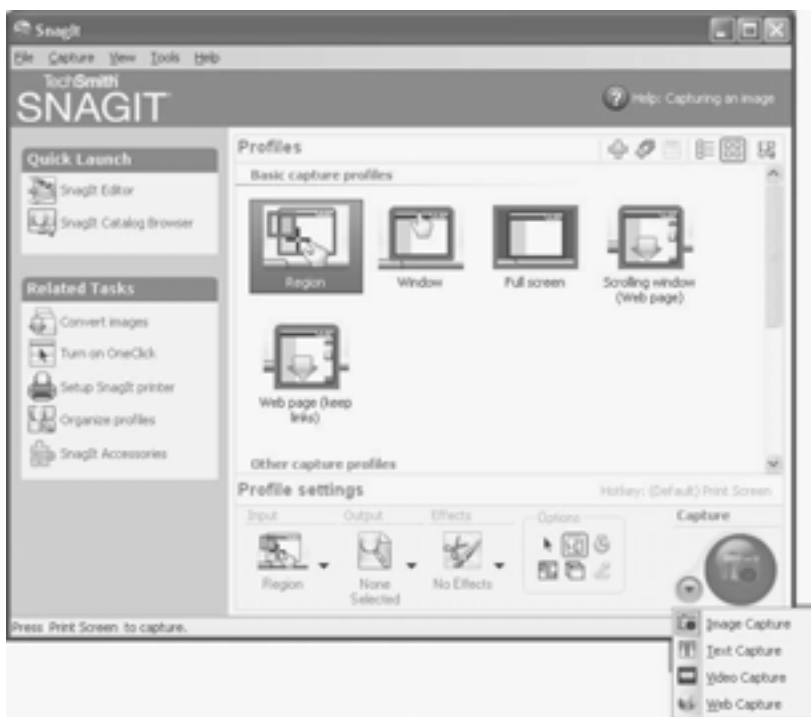 SnagIt
File Capture View Tools Help
TechSmith
SNAGIT
Help: Capturing an image
Quick Launch
SnagIt Editor
SnagIt Catalog Browser
Related Tasks
Convert images
Turn on OneClick
Setup SnagIt printer
Organize profiles
SnagIt Accessories
Profiles
Basic capture profiles
Region
Window
Full screen
Scrolling window
(Web page)
Web page (keep
links)
Other capture profiles
Profile settings
Hotkey: (Default) Print Screen
Input
Output
Effects
Options
Capture
Region
None
Selected
No Effects
Press Print Screen to capture.
Image Capture
Text Capture
Video Capture
Web Capture